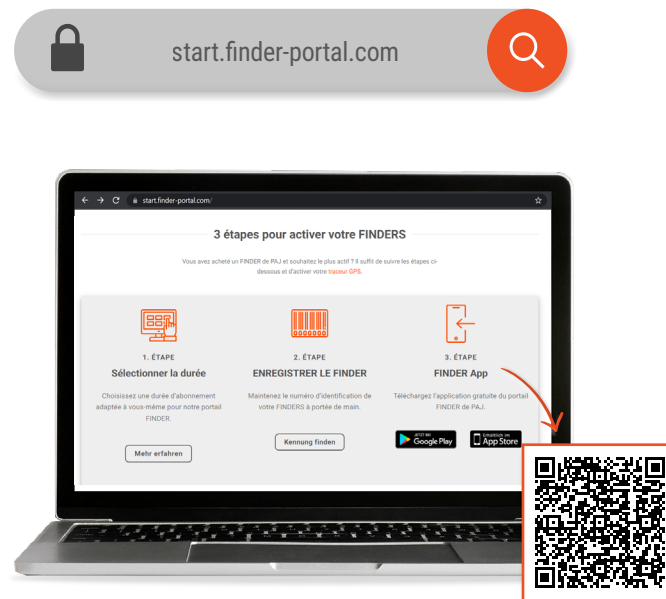 start.finder-portal.com
start.finder-portal.com/
3 étapes pour activer votre FINDERS
Vous avez acheté un FINDER de PAJ et souhaitez le plus actif ? Il suffit de suivre les étapes ci-
dessous et d'activer votre traceur GPS.
1. ÉTAPE
Sélectionner la durée
Choisissez une durée d'abonnement
adaptée à vous-même pour notre portail
FINDER.
Mehr erfahren
2. ÉTAPE
ENREGISTRER LE FINDER
Maintenez le numéro d'identification de
votre FINDERS à portée de main.
Kennung finden
3. ÉTAPE
FINDER App
Téléchargez l'application gratuite du portail
FINDER de PAJ.
JETZT BEI
Google Play
Erhältlich im
App Store